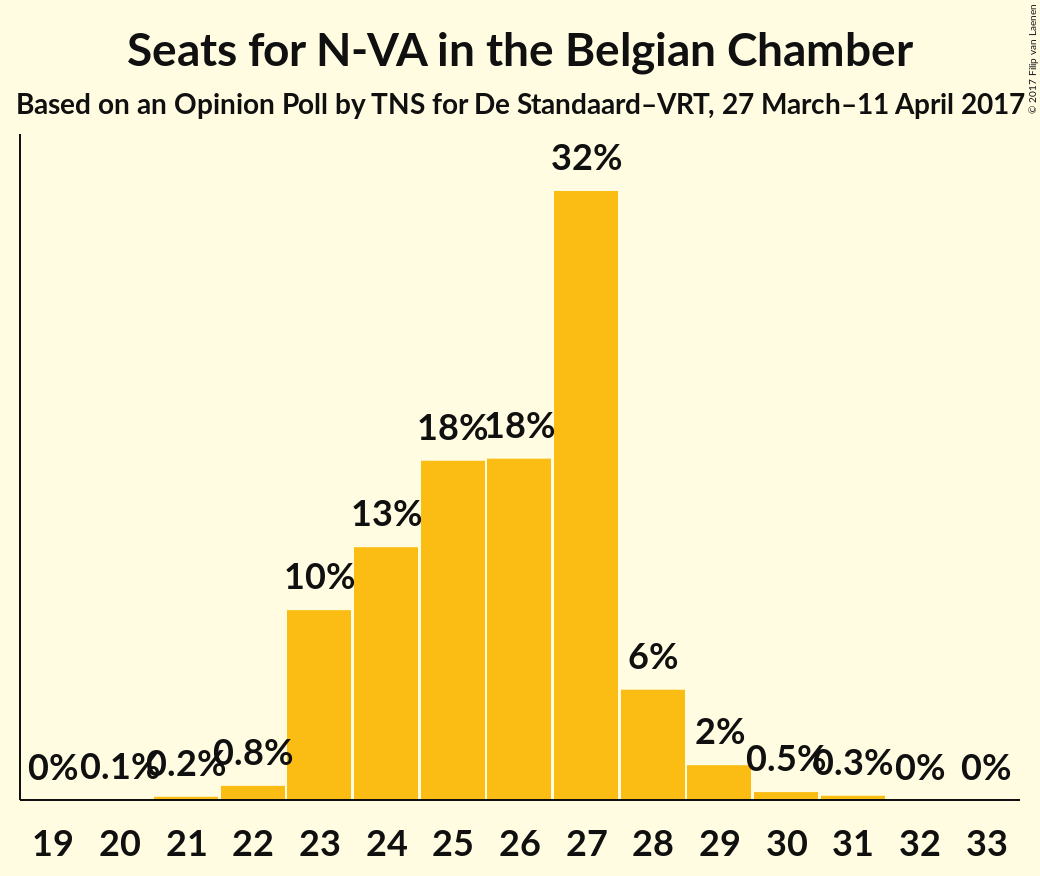 Seats for N-VA in the Belgian Chamber
Based on an Opinion Poll by TNS for De Standaard–VRT, 27 March–11 April 2017
© 2017 Filip van Laenen
0% 0.1% 0.2% 0.8% 10% 13% 18% 18% 32% 6% 2% 0.5% 0.3% 0% 0%
19 20 21 22 23 24 25 26 27 28 29 30 31 32 33